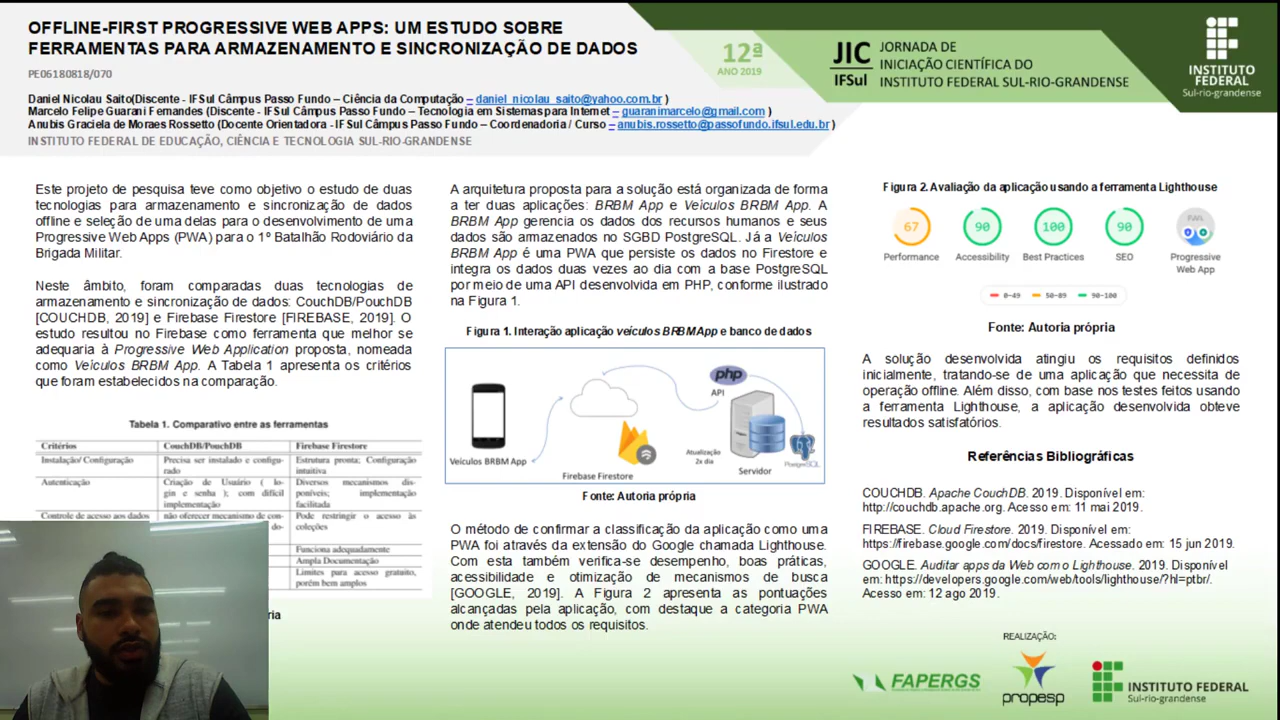 OFFLINE-FIRST PROGRESSIVE WEB APPS: UM ESTUDO SOBRE
FERRAMENTAS PARA ARMAZENAMENTO E SINCRONIZAÇÃO DE DADOS
PE06180818/070
Daniel Nicolau Saito(Discente - IFSul Câmpus Passo Fundo – Ciência da Computação – daniel_nicolau_saito@yahoo.com.br )
Marcelo Felipe Guarani Fernandes (Discente - IFSul Câmpus Passo Fundo – Tecnologia em Sistemas para Internet – guaranimarcelo@gmail.com )
Anubis Graciela de Moraes Rossetto (Docente Orientadora - IFSul Câmpus Passo Fundo – Coordenadoria / Curso – anubis.rossetto@passofundo.ifsul.edu.br )
INSTITUTO FEDERAL DE EDUCAÇÃO, CIÊNCIA E TECNOLOGIA SUL-RIO-GRANDENSE
12ª
ANO 2019
JIC
IFSul
JORNADA DE
INICIAÇÃO CIENTÍFICA DO
INSTITUTO FEDERAL SUL-RIO-GRANDENSE
INSTITUTO
FEDERAL
Sul-rio-grandense
Este projeto de pesquisa teve como objetivo o estudo de duas
tecnologias para armazenamento e sincronização de dados
offline e seleção de uma delas para o desenvolvimento de uma
Progressive Web Apps (PWA) para o 1º Batalhão Rodoviário da
Brigada Militar.
Neste âmbito, foram comparadas duas tecnologias de
armazenamento e sincronização de dados: CouchDB/PouchDB
[COUCHDB, 2019] e Firebase Firestore [FIREBASE, 2019]. O
estudo resultou no Firebase como ferramenta que melhor se
adequaria à Progressive Web Application proposta, nomeada
como Veículos BRBM App. A Tabela 1 apresenta os critérios
que foram estabelecidos na comparação.
Tabela 1. Comparativo entre as ferramentas
Critérios CouchDB/PouchDB Firebase Firestore
Instalação/ Configuração Precisa ser instalado e configu- Estrutura pronta; Configuração
rado intuitiva
Autenticação Criação de Usuário ( lo- Diversos mecanismos dis-
gin e senha ); com difícil poníveis; implementação
implementação facilitada
Controle de acesso aos dados não oferecer mecanismo de con- Pode restringir o acesso às
do- coleções
Funciona adequadamente
Ampla Documentação
Limites para acesso gratuito,
porém bem amplos
ria
A arquitetura proposta para a solução está organizada de forma
a ter duas aplicações: BRBM App e Veículos BRBM App. A
BRBM App gerencia os dados dos recursos humanos e seus
dados são armazenados no SGBD PostgreSQL. Já a Veículos
BRBM App é uma PWA que persiste os dados no Firestore e
integra os dados duas vezes ao dia com a base PostgreSQL
por meio de uma API desenvolvida em PHP, conforme ilustrado
na Figura 1.
Figura 1. Interação aplicação veículos BRBM App e banco de dados
php
API
Veículos BRBM App
Firebase Firestore
Atualização
2x dia
Servidor
PostgreSQL
Fonte: Autoria própria
O método de confirmar a classificação da aplicação como uma
PWA foi através da extensão do Google chamada Lighthouse.
Com esta também verifica-se desempenho, boas práticas,
acessibilidade e otimização de mecanismos de busca
[GOOGLE, 2019]. A Figura 2 apresenta as pontuações
alcançadas pela aplicação, com destaque a categoria PWA
onde atendeu todos os requisitos.
Figura 2. Avaliação da aplicação usando a ferramenta Lighthouse
67 90 100 90 PWA
Performance Accessibility Best Practices SEO Progressive
Web App
0-49 50-89 90-100
Fonte: Autoria própria
A solução desenvolvida atingiu os requisitos definidos
inicialmente, tratando-se de uma aplicação que necessita de
operação offline. Além disso, com base nos testes feitos usando
a ferramenta Lighthouse, a aplicação desenvolvida obteve
resultados satisfatórios.
Referências Bibliográficas
COUCHDB. Apache CouchDB. 2019. Disponível em:
http://couchdb.apache.org. Acesso em: 11 mai 2019.
FIREBASE. Cloud Firestore. 2019. Disponível em:
https://firebase.google.com/docs/firestore. Acessado em: 15 jun 2019.
GOOGLE. Auditar apps da Web com o Lighthouse. 2019. Disponível
em: https://developers.google.com/web/tools/lighthouse/?hl=ptbr/.
Acesso em: 12 ago 2019.
REALIZAÇÃO:
FAPERGS
propesp
INSTITUTO FEDERAL
Sul-rio-grandense